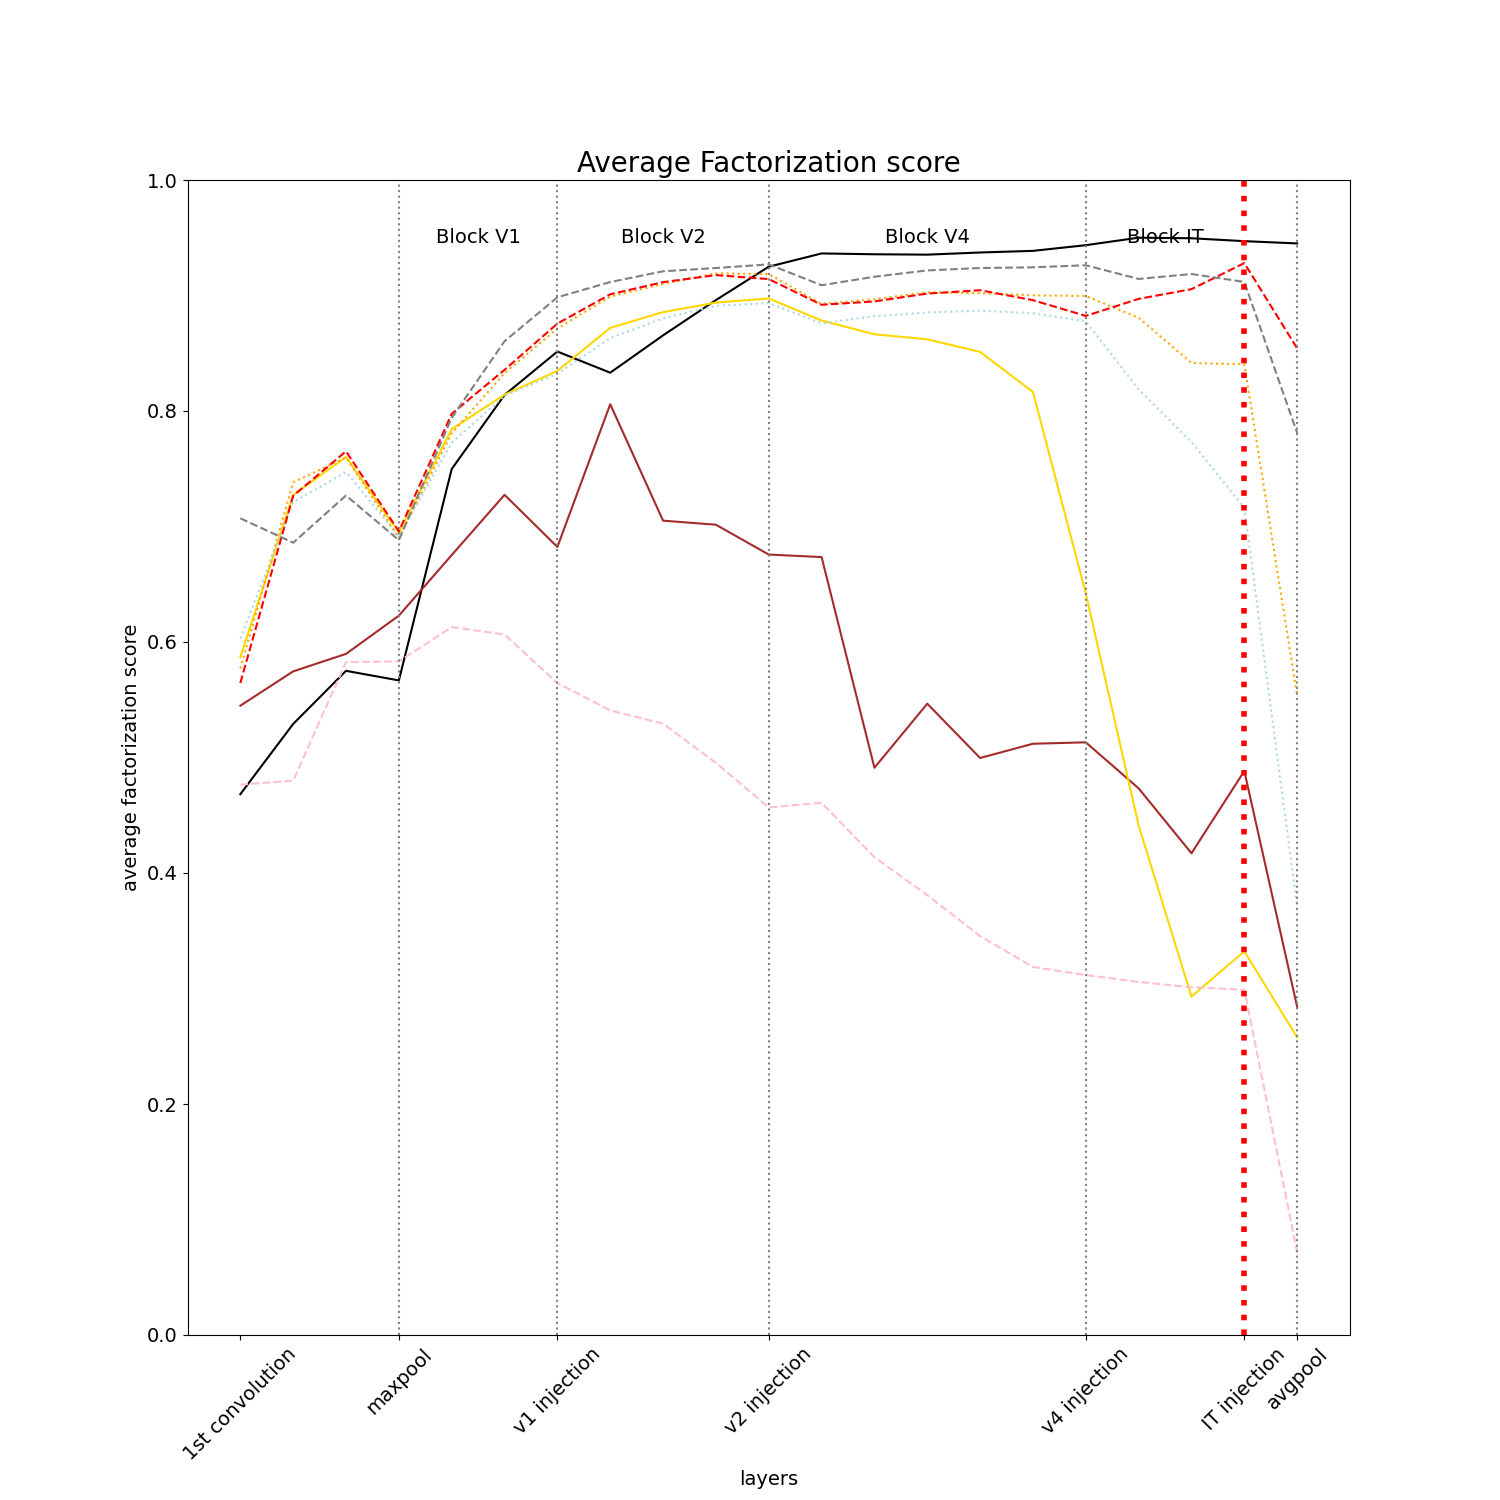 Average Factorization score
1.0
0.8
0.6
0.4
0.2
0.0
average factorization score
Block V1
Block V2
Block V4
Block IT
1st convolution
maxpool
v1 injection
v2 injection
v4 injection
IT injection
avgpool
layers